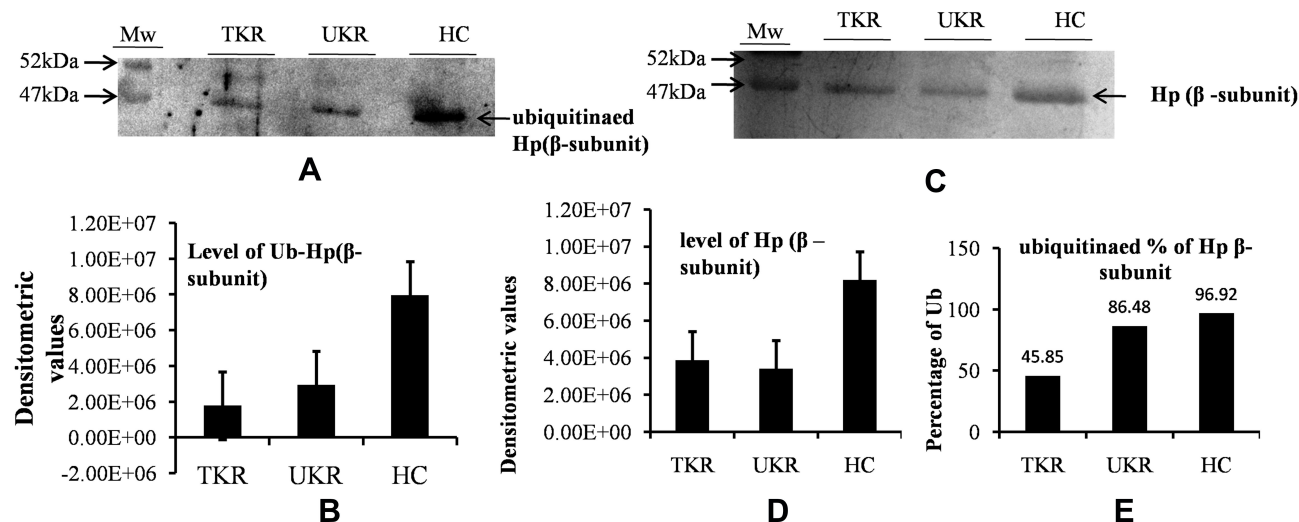 Mw TKR UKR HC
52kDa
47kDa
ubiquitinaed
Hp(β-subunit)
A
Mw TKR UKR HC
52kDa
47kDa
Hp (β -subunit)
C
Level of Ub-Hp(β-
subunit)
Densitometric
values
1.20E+07
1.00E+07
8.00E+06
6.00E+06
4.00E+06
2.00E+06
0.00E+00
-2.00E+06
TKR UKR HC
B
level of Hp (β –
subunit)
Densitometric values
1.20E+07
1.00E+07
8.00E+06
6.00E+06
4.00E+06
2.00E+06
0.00E+00
TKR UKR HC
D
ubiquitinaed % of Hp β-
subunit
Percentage of Ub
150
100
50
0
45.85
86.48
96.92
TKR UKR HC
E